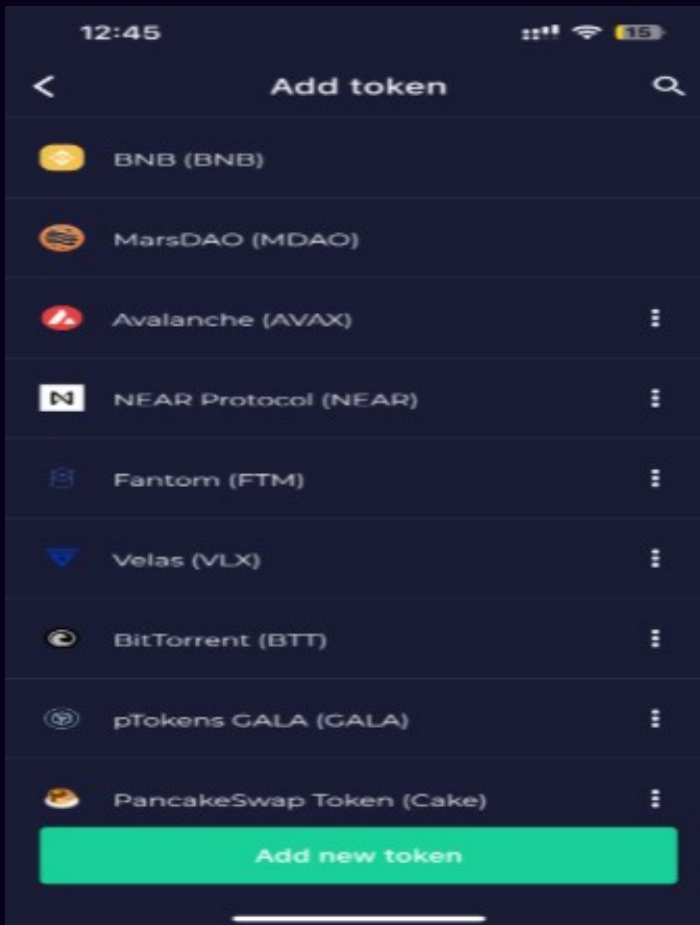 12:45
15
Add token
BNB (BNB)
MarsDAO (MDAO)
Avalanche (AVAX)
NEAR Protocol (NEAR)
Fantom (FTM)
Velas (VLX)
BitTorrent (BTT)
pTokens GALA (GALA)
PancakeSwap Token (Cake)
Add new token